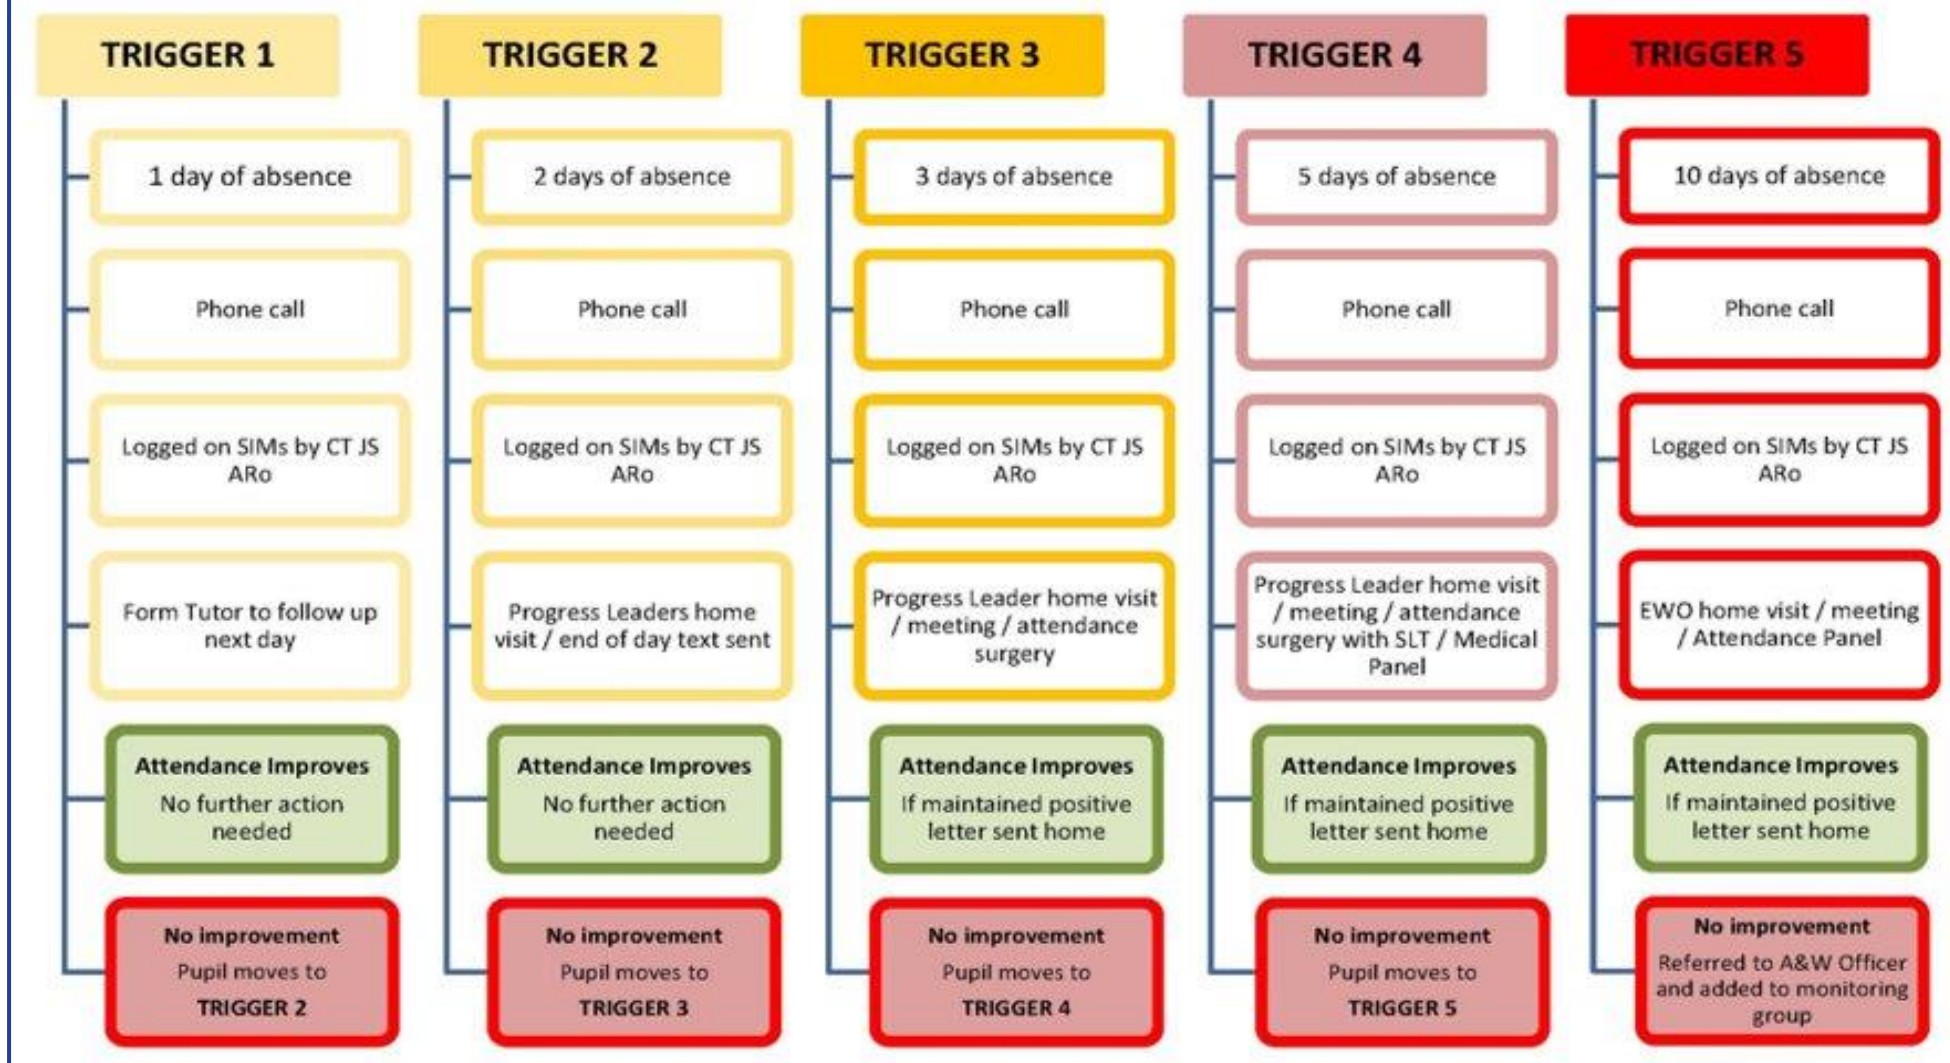 TRIGGER 1
1 day of absence
Phone call
Logged on SIMs by CT JS
ARo
Form Tutor to follow up
next day
Attendance Improves
No further action
needed
No improvement
Pupil moves to
TRIGGER 2
TRIGGER 2
2 days of absence
Phone call
Logged on SIMs by CT JS
ARo
Progress Leaders home
visit / end of day text sent
Attendance Improves
No further action
needed
No improvement
Pupil moves to
TRIGGER 3
TRIGGER 3
3 days of absence
Phone call
Logged on SIMs by CT JS
ARo
Progress Leader home visit
/ meeting / attendance
surgery
Attendance Improves
If maintained positive
letter sent home
No improvement
Pupil moves to
TRIGGER 4
TRIGGER 4
5 days of absence
Phone call
Logged on SIMs by CT JS
ARo
Progress Leader home visit
/ meeting / attendance
surgery with SLT / Medical
Panel
Attendance Improves
If maintained positive
letter sent home
No improvement
Pupil moves to
TRIGGER 5
TRIGGER 5
10 days of absence
Phone call
Logged on SIMs by CT JS
ARo
EWO home visit / meeting
/ Attendance Panel
Attendance Improves
If maintained positive
letter sent home
No improvement
Referred to A&W Officer
and added to monitoring
group